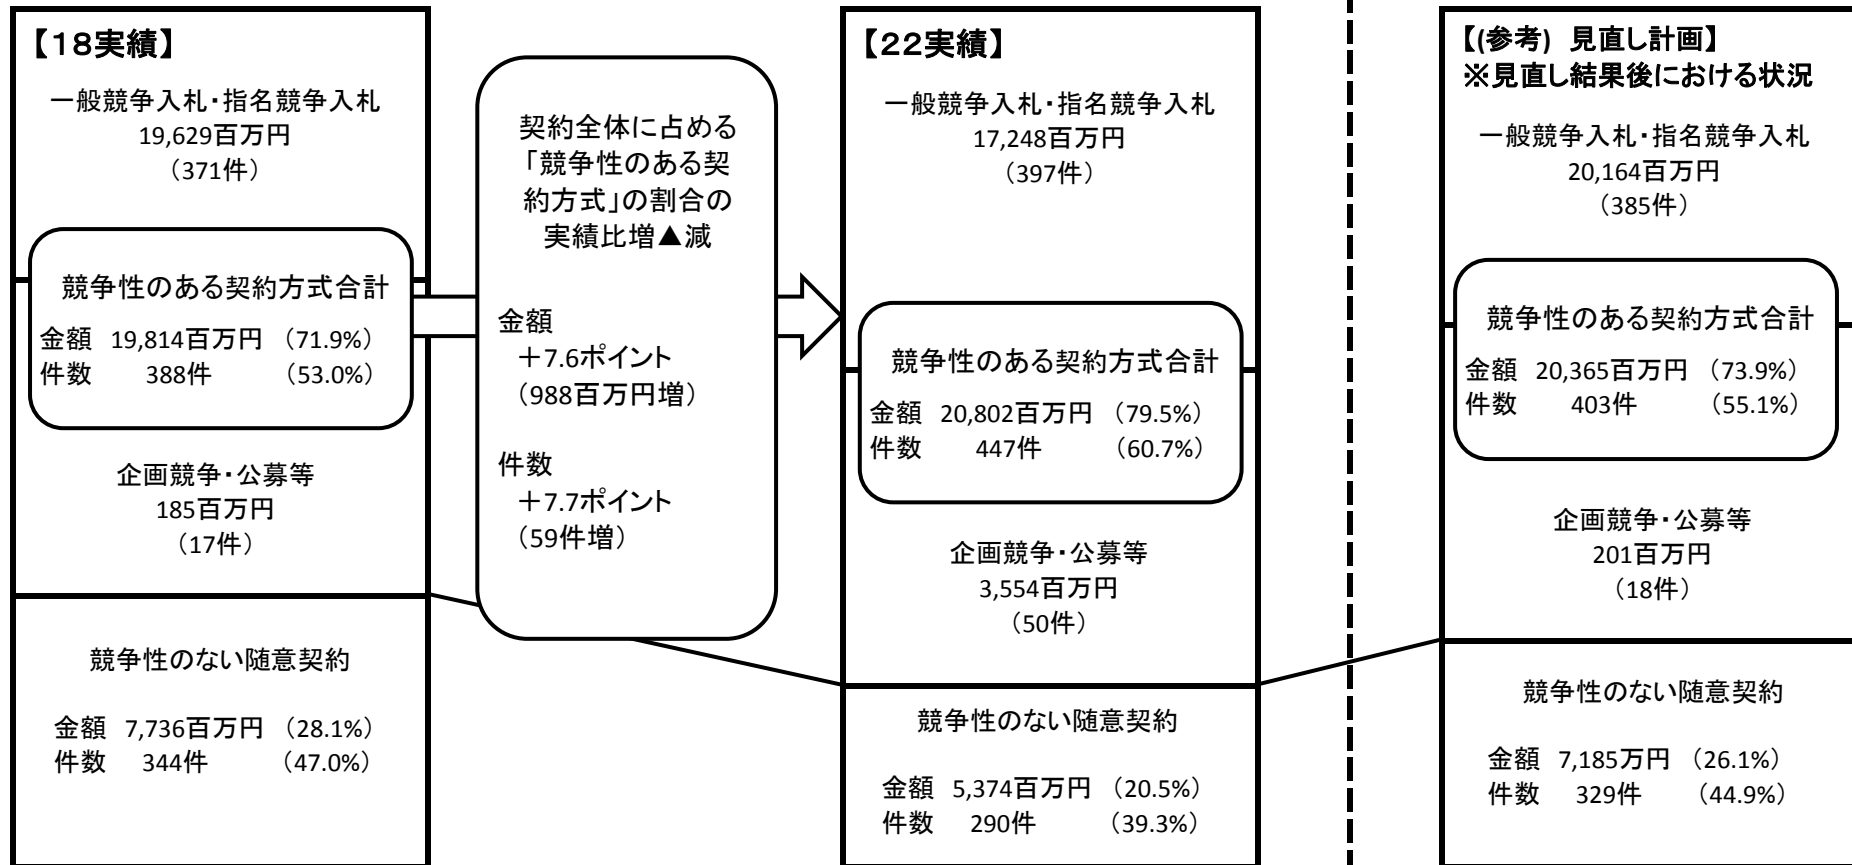 【18実績】
一般競争入札・指名競争入札
19,629百万円
（371件）
競争性のある契約方式合計
金額 19,814百万円 （71.9%）
件数 388件 （53.0%）
企画競争・公募等
185百万円
（17件）
競争性のない随意契約
金額 7,736百万円 （28.1%）
件数 344件 （47.0%）
契約全体に占める
「競争性のある契
約方式」の割合の
実績比増▲減
金額
＋7.6ポイント
（988百万円増）
件数
＋7.7ポイント
（59件増）
【22実績】
一般競争入札・指名競争入札
17,248百万円
（397件）
競争性のある契約方式合計
金額 20,802百万円 （79.5%）
件数 447件 （60.7%）
企画競争・公募等
3,554百万円
（50件）
競争性のない随意契約
金額 5,374百万円 （20.5%）
件数 290件 （39.3%）
【(参考) 見直し計画】
※見直し結果後における状況
一般競争入札・指名競争入札
20,164百万円
（385件）
競争性のある契約方式合計
金額 20,365百万円 （73.9%）
件数 403件 （55.1%）
企画競争・公募等
201百万円
（18件）
競争性のない随意契約
金額 7,185万円 （26.1%）
件数 329件 （44.9%）